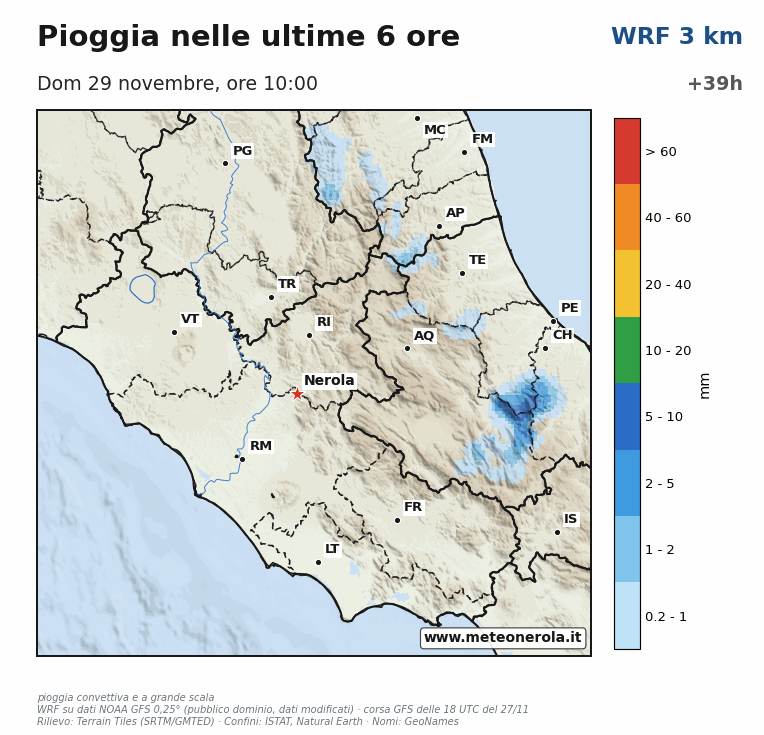 Pioggia nelle ultime 6 ore
WRF 3 km
Dom 29 novembre, ore 10:00
+39h
MC
FM
PG
AP
TE
TR
PE
VT
RI
AQ
CH
Nerola
RM
FR
IS
LT
www.meteonerola.it
> 60
40 - 60
20 - 40
10 - 20
5 - 10
2 - 5
1 - 2
0.2 - 1
mm
pioggia convettiva e a grande scala
WRF su dati NOAA GFS 0,25° (pubblico dominio, dati modificati) · corsa GFS delle 18 UTC del 27/11
Rilievo: Terrain Tiles (SRTM/GMTED) · Confini: ISTAT, Natural Earth · Nomi: GeoNames